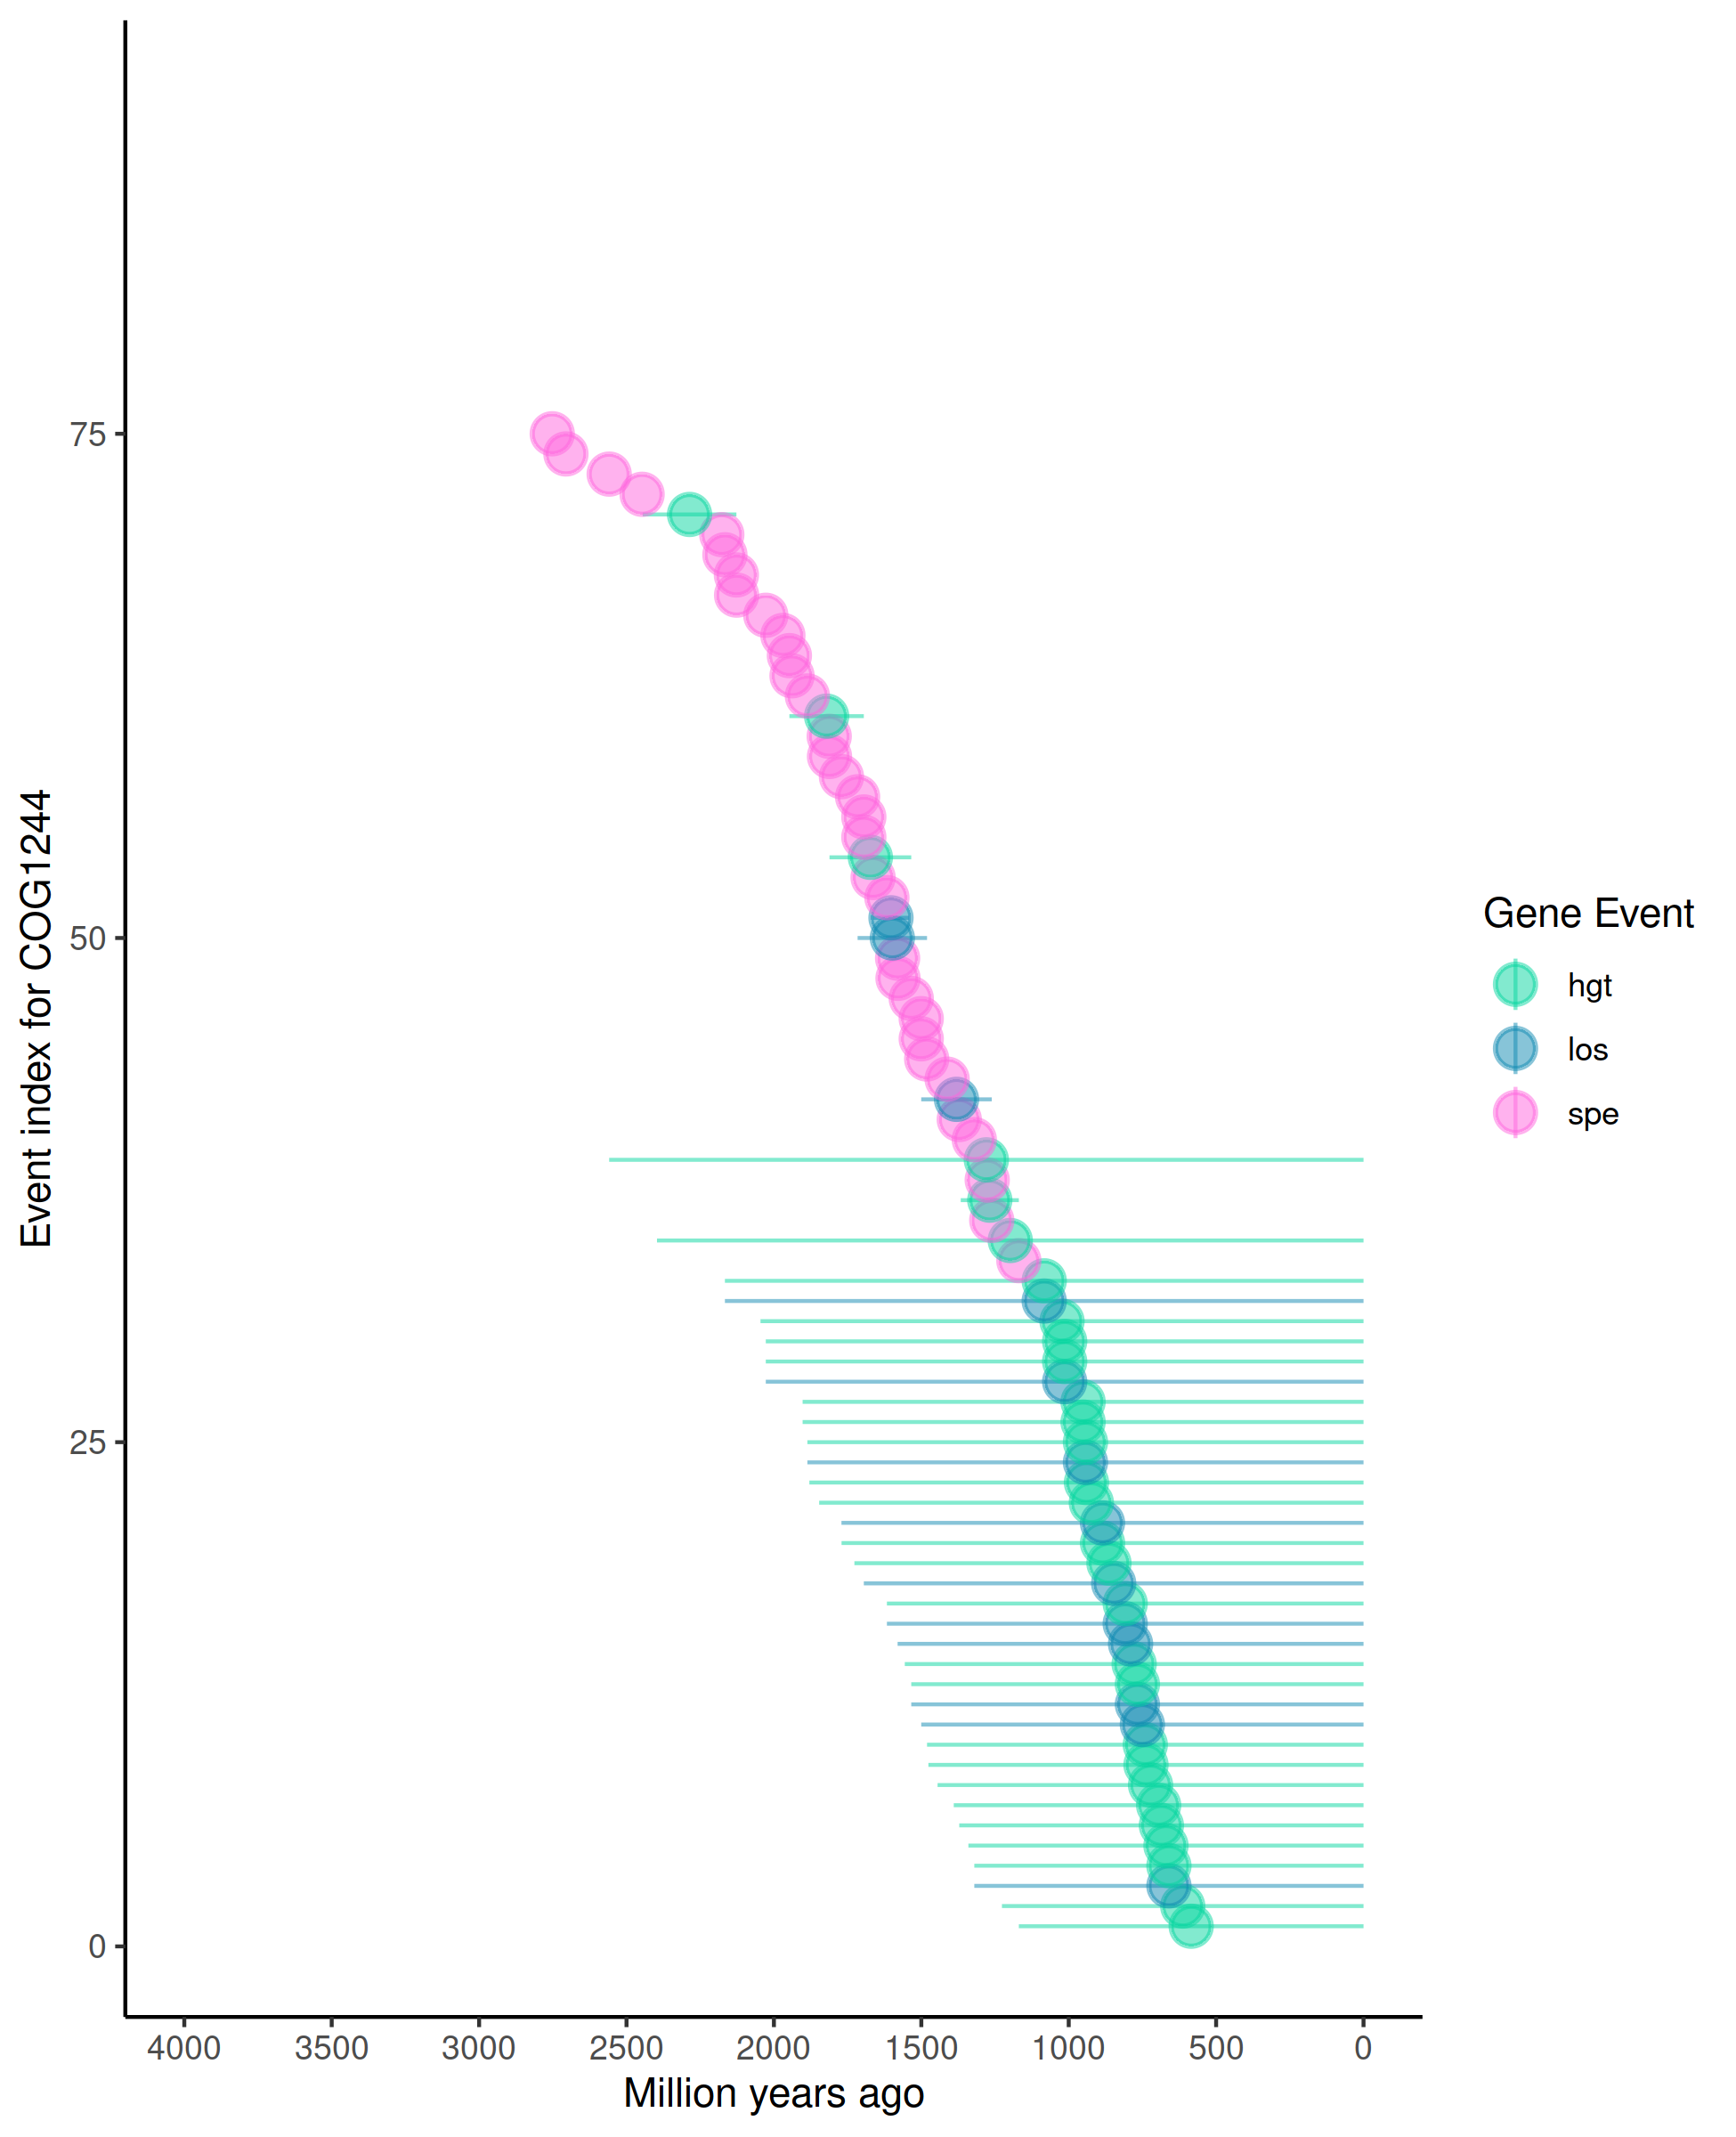 75
50
25
0
Event index for COG1244
4000 3500 3000 2500 2000 1500 1000 500 0
Million years ago
Gene Event
hgt
los
spe